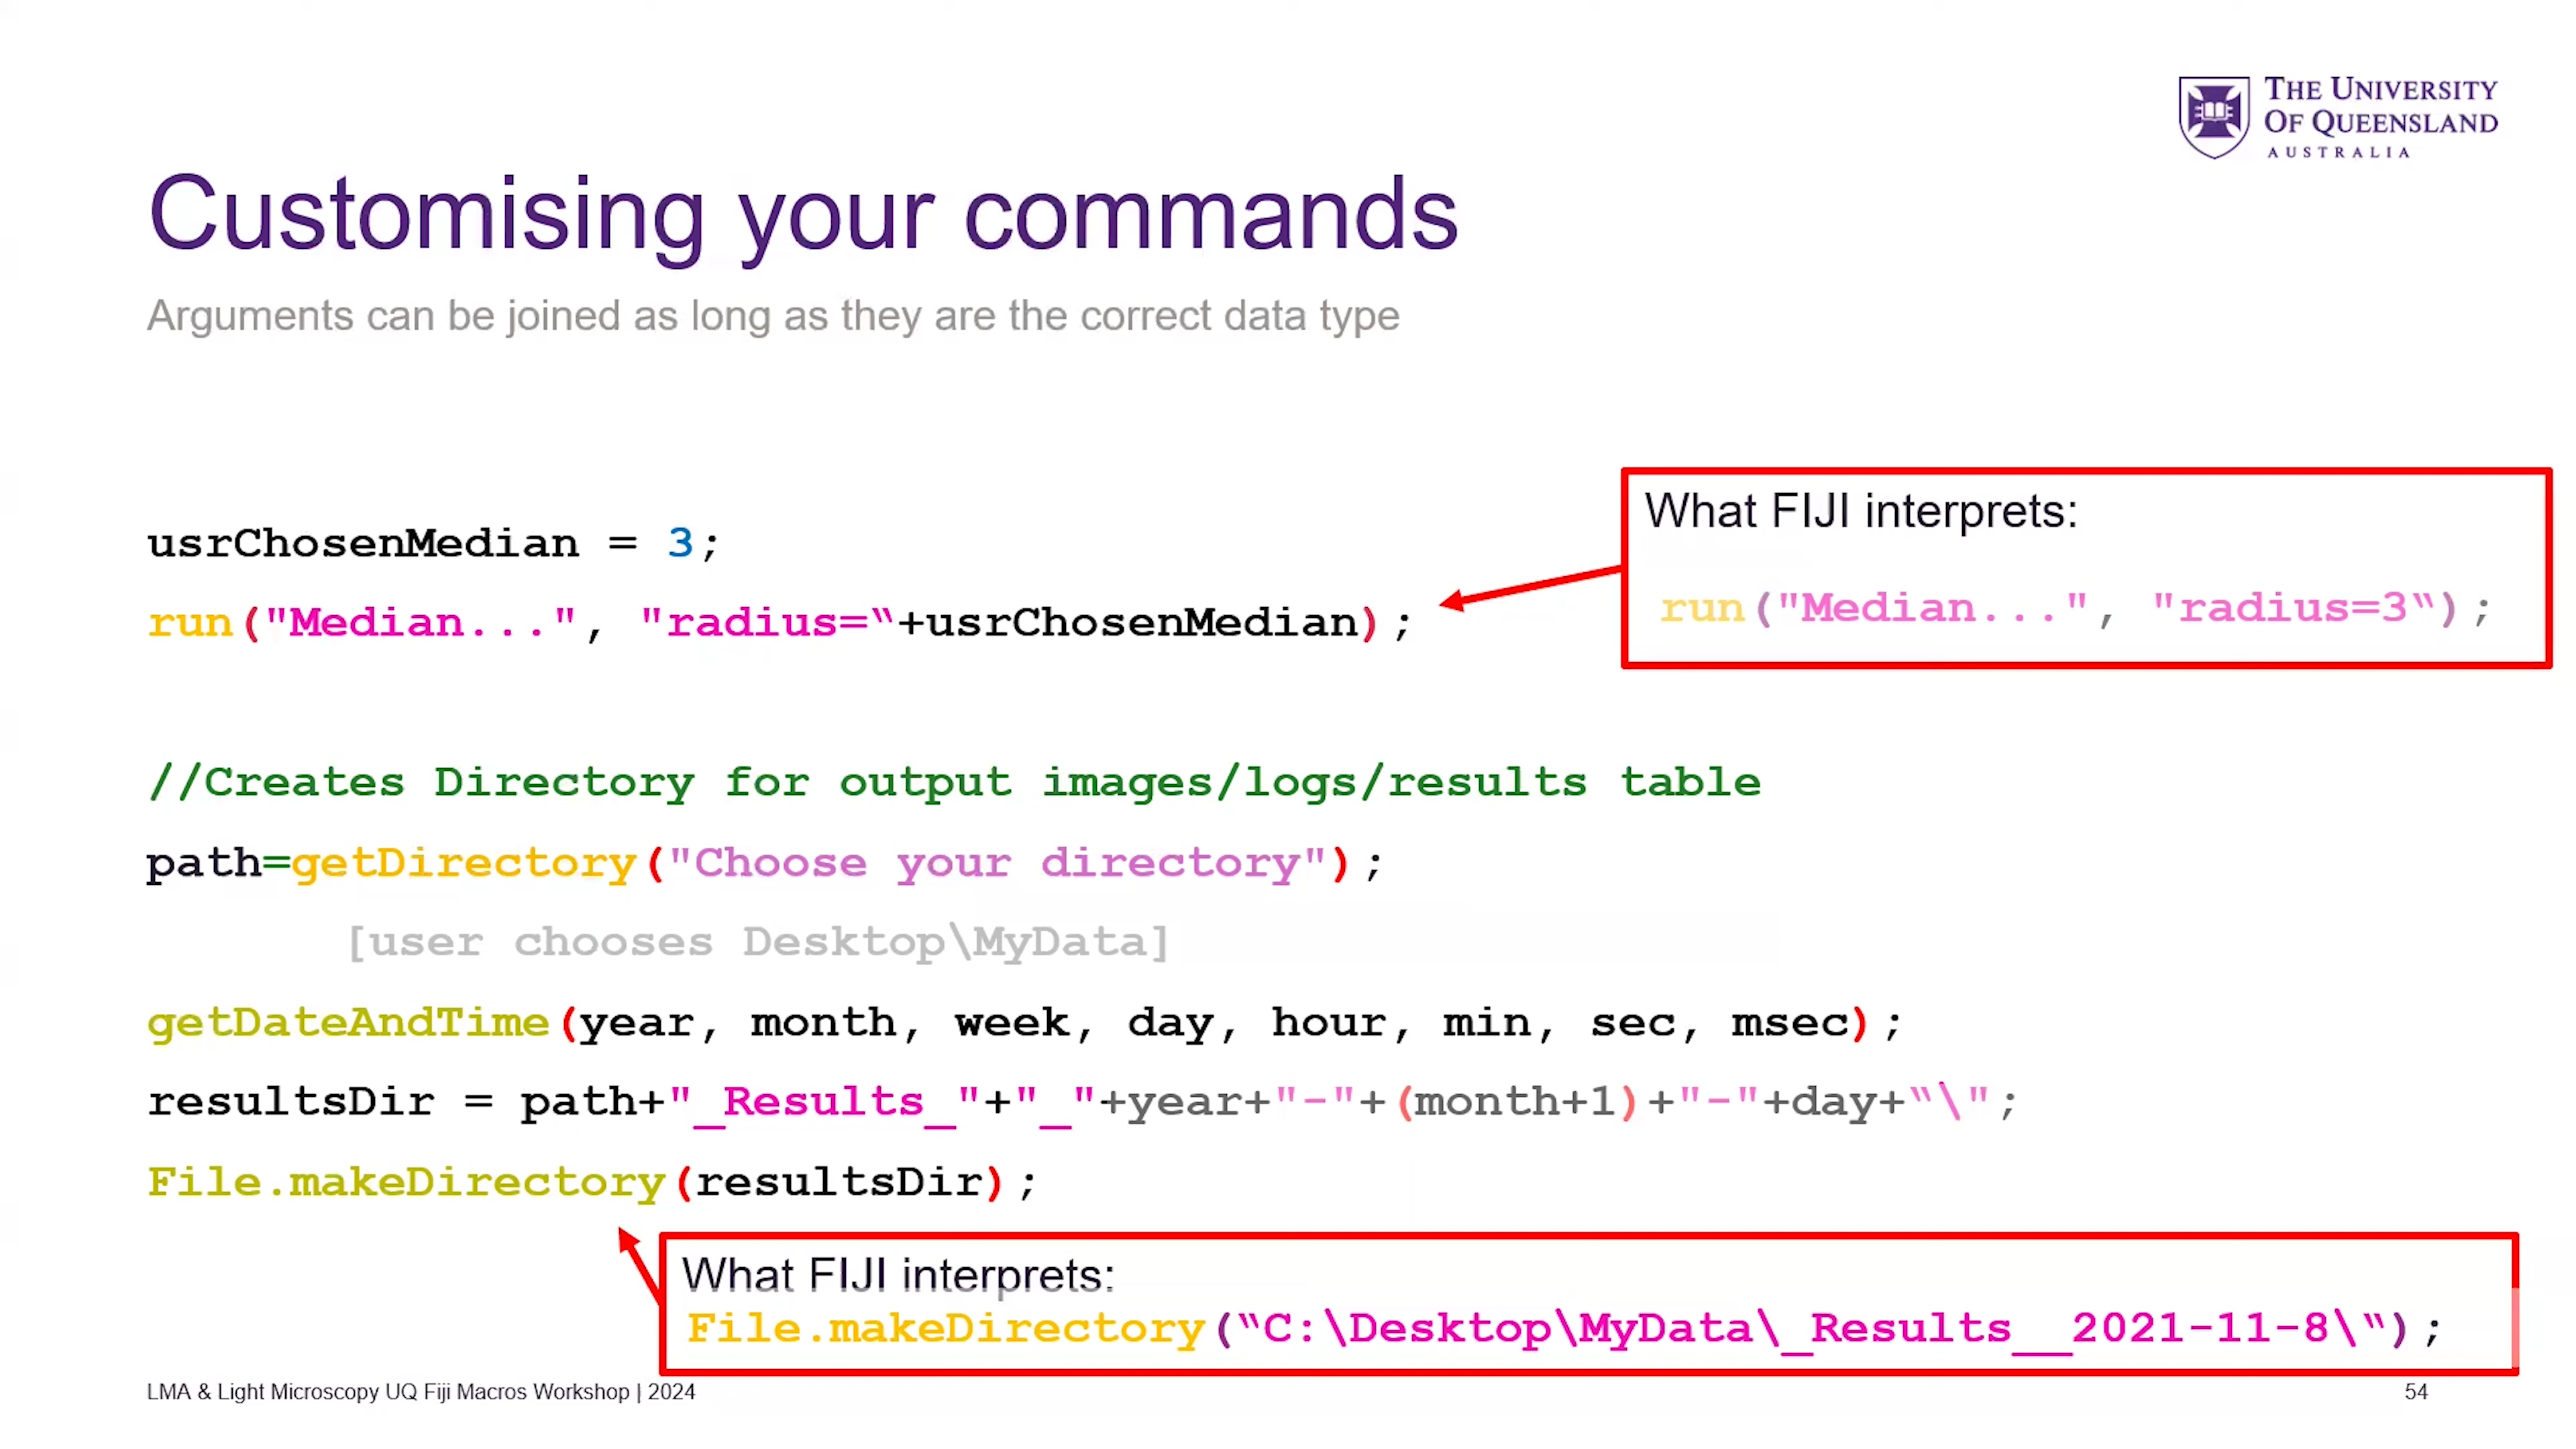 THE UNIVERSITY
OF QUEENSLAND
AUSTRALIA
Customising your commands
Arguments can be joined as long as they are the correct data type
What FIJI interprets:
run("Median...", "radius=3“);
usrChosenMedian = 3;
run("Median...", "radius=“+usrChosenMedian);
//Creates Directory for output images/logs/results table
path=getDirectory("Choose your directory");
[user chooses Desktop\MyData]
getDateAndTime(year, month, week, day, hour, min, sec, msec);
resultsDir = path+"_Results_"+"_"+year+"-"+(month+1)+"-"+day+“\";
File.makeDirectory(resultsDir);
What FIJI interprets:
File.makeDirectory(“C:\Desktop\MyData\_Results__2021-11-8\“);
LMA & Light Microscopy UQ Fiji Macros Workshop | 2024
54